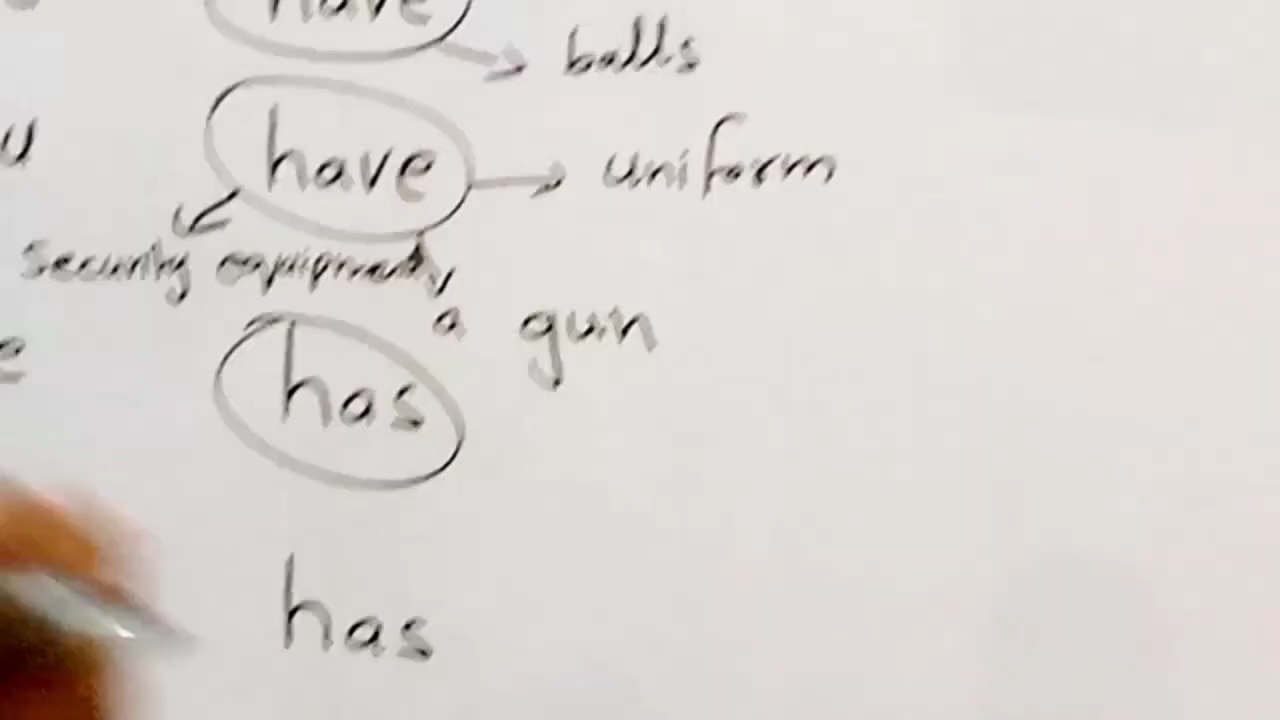 have
balls
u have uniform
security equipment,
a gun
e has
has